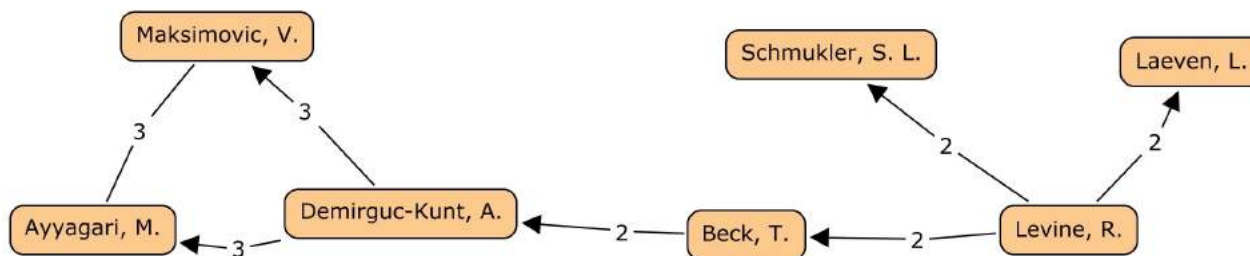 Maksimovic, V.
Schmukler, S. L.
Laeven, L.
3
3
2
2
Ayyagari, M.
Demirguc-Kunt, A.
Beck, T.
Levine, R.
3
2
2